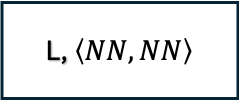 L, ⟨NN, NN⟩